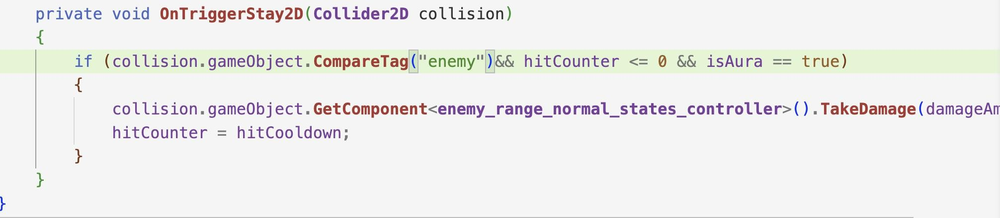 private void OnTriggerStay2D(Collider2D collision)
{
if (collision.gameObject.CompareTag("enemy")&& hitCounter <= 0 && isAura == true)
{
collision.gameObject.GetComponent<enemy_range_normal_states_controller>().TakeDamage(damageAm
hitCounter = hitCooldown;
}
}
}